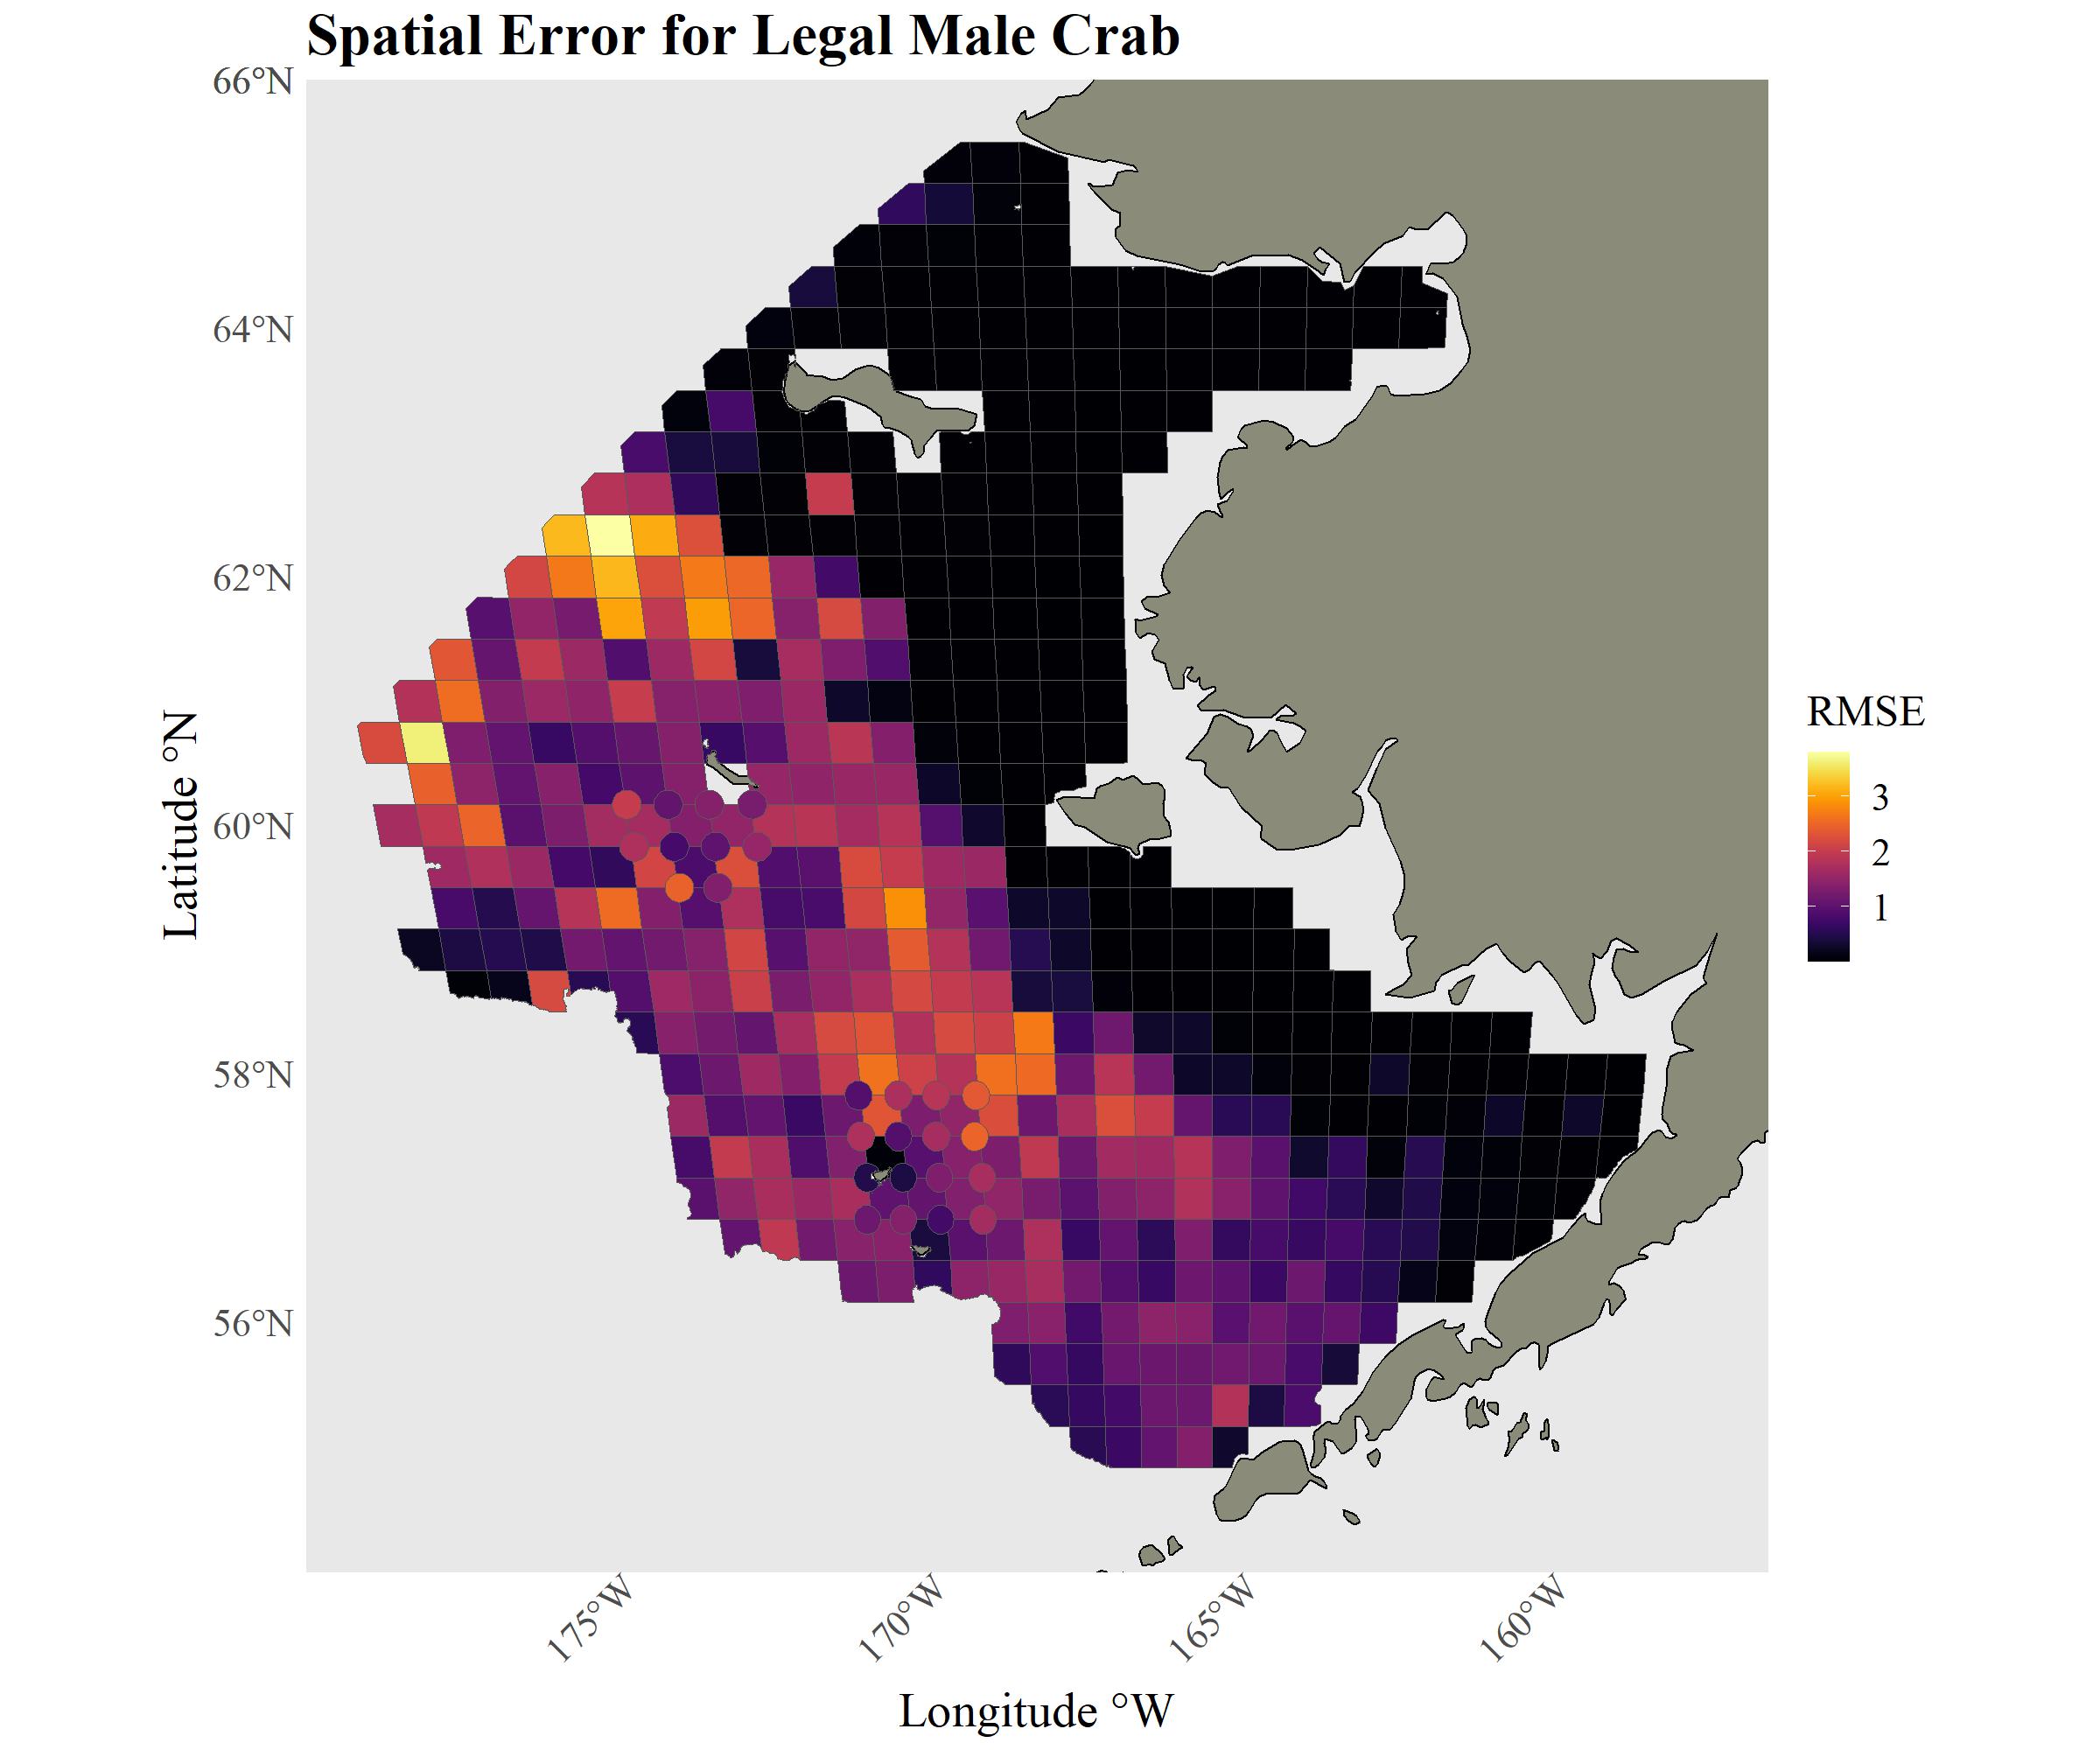 Spatial Error for Legal Male Crab
66°N
64°N
62°N
60°N
58°N
56°N
Latitude °N
175°W
170°W
165°W
160°W
Longitude °W
RMSE
3
2
1